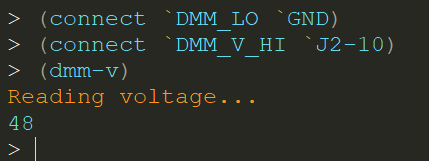 > (connect `DMM_LO `GND)
> (connect `DMM_V_HI `J2-10)
> (dmm-v)
Reading voltage...
48
>